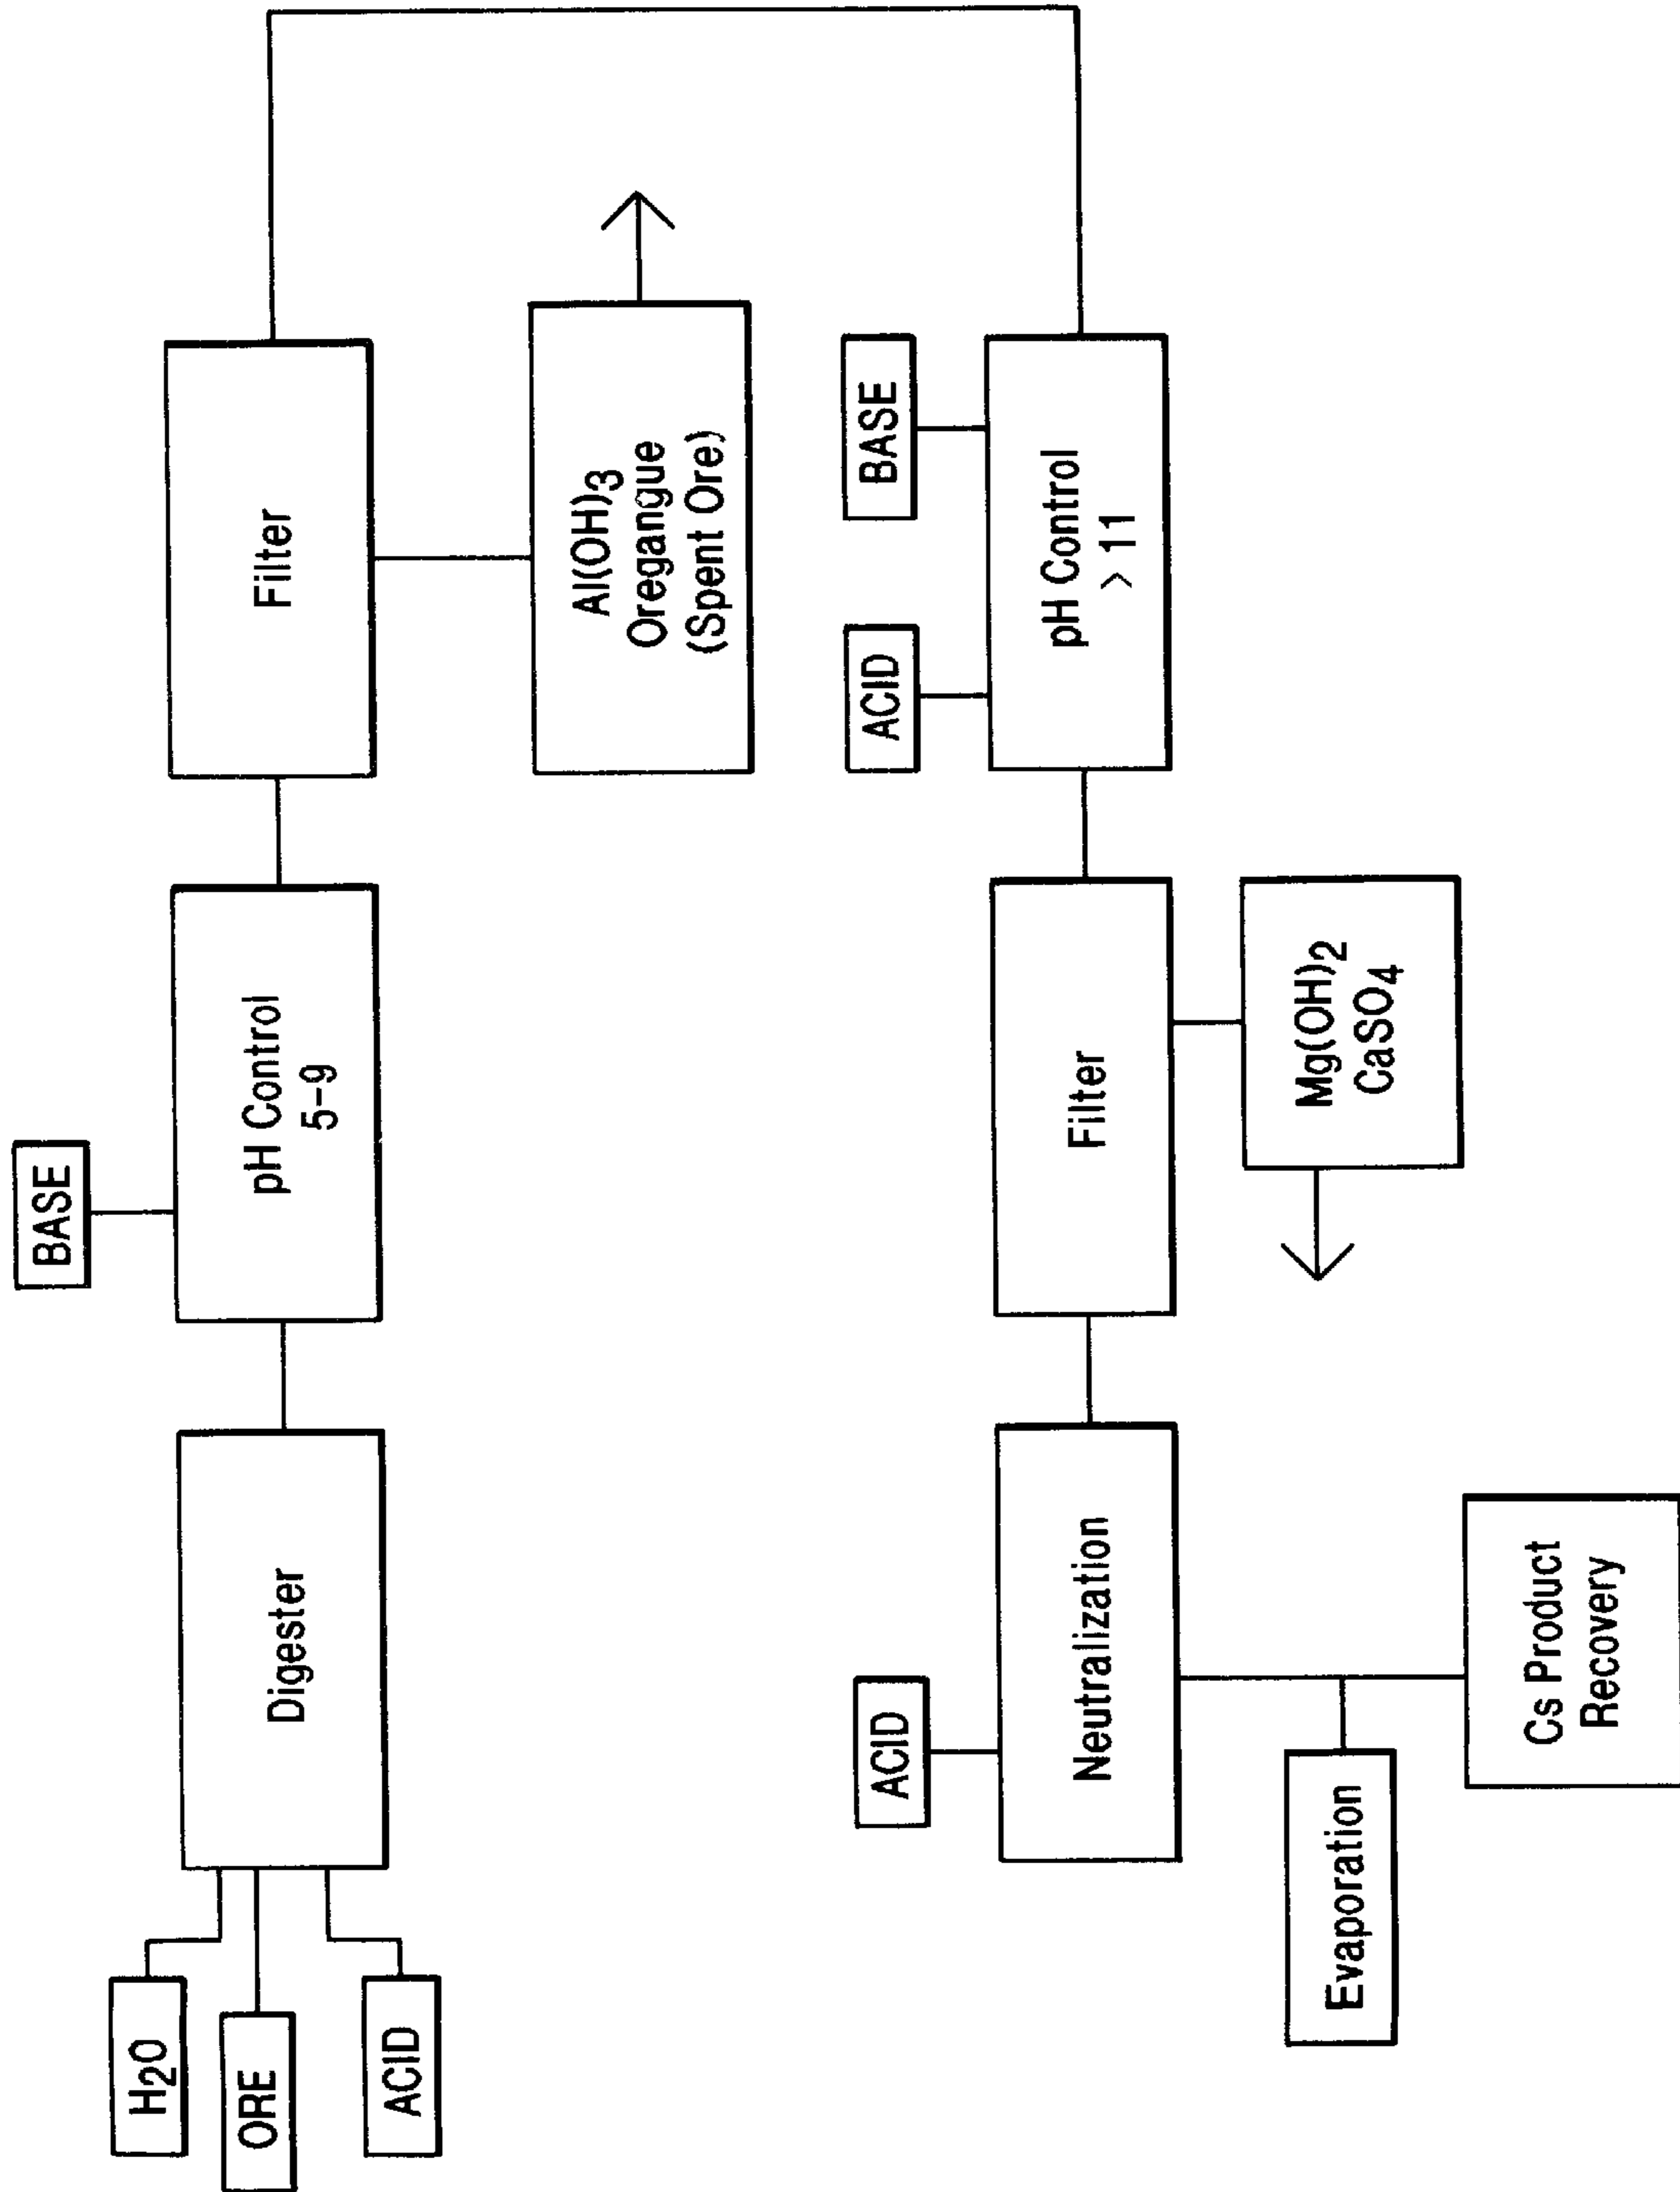 H2O
ORE
ACID
Digester
BASE
pH Control
5-9
Filter
Al(OH)3
Oregangue
(Spent Ore)
ACID
BASE
pH Control
> 11
Filter
Mg(OH)2
CaSO4
ACID
Neutralization
Evaporation
Cs Product
Recovery